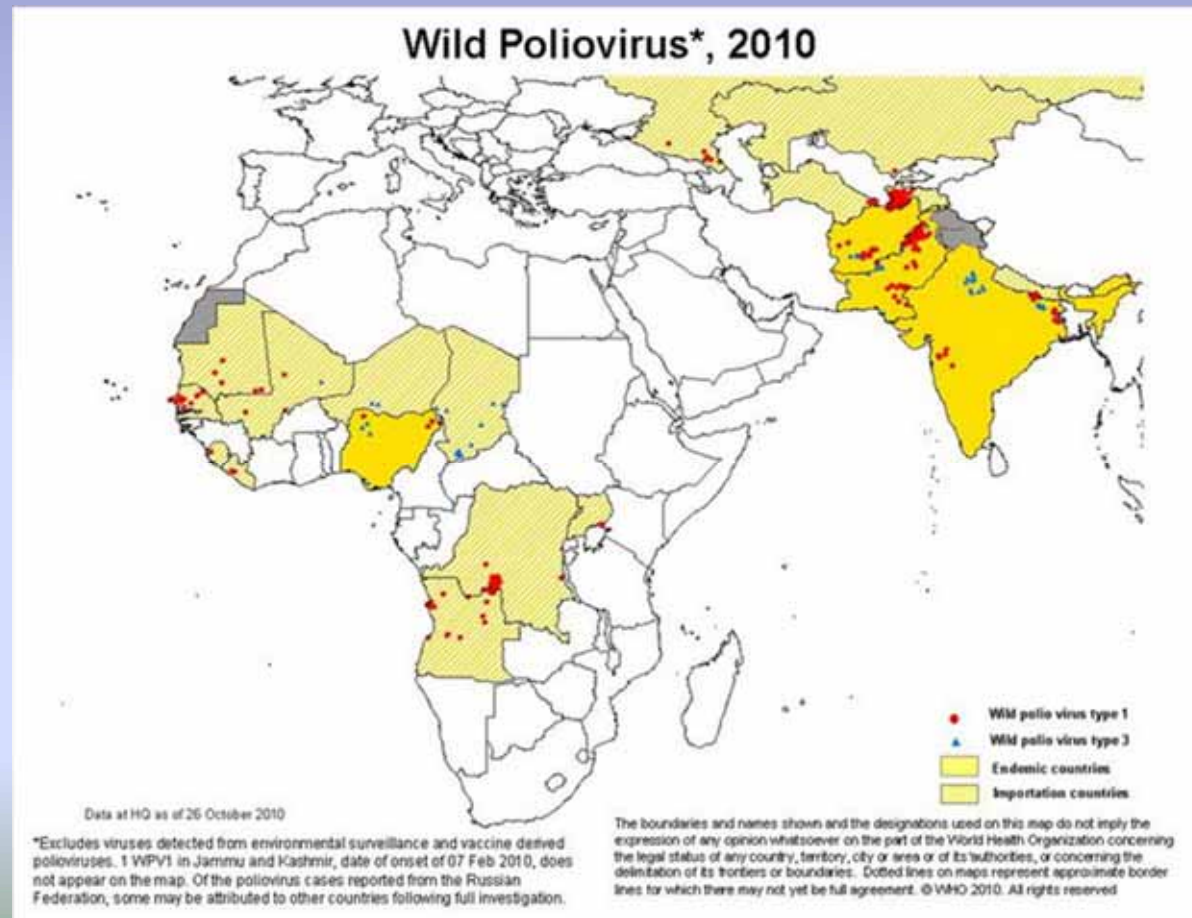 Wild Poliovirus*, 2010
Wild polio virus type 1
Wild polio virus type 3
Endemic countries
Importation countries
Data at HQ as of 26 October 2010
*Excludes viruses detected from environmental surveillance and vaccine derived
polioviruses. 1 WPV1 in Jammu and Kashmir, date of onset of 07 Feb 2010, does
not appear on the map. Of the poliovirus cases reported from the Russian
Federation, some may be attributed to other countries following full investigation.
The boundaries and names shown and the designations used on this map do not imply the
expression of any opinion whatsoever on the part of the World Health Organization concerning
the legal status of any country, territory, city or area or of its authorities, or concerning the
delimitation of its frontiers or boundaries. Dotted lines on maps represent approximate border
lines for which there may not yet be full agreement. © WHO 2010. All rights reserved